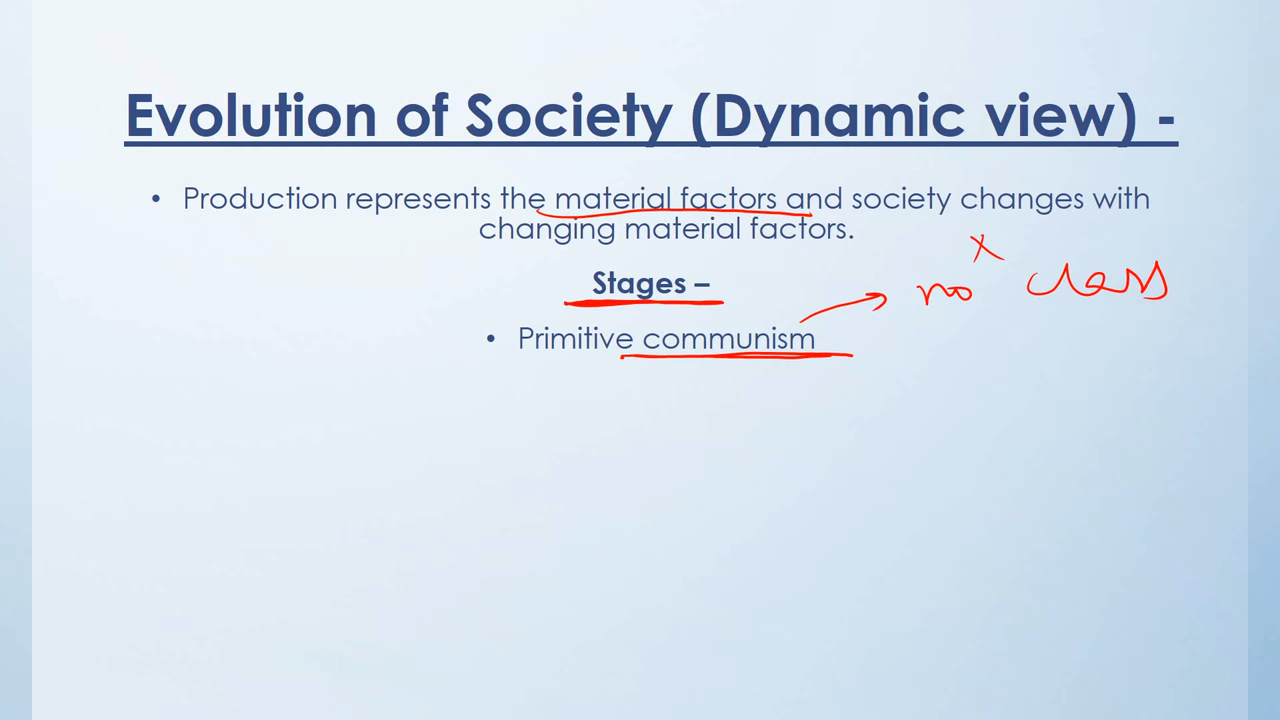 Evolution of Society (Dynamic view) -
• Production represents the material factors and society changes with
changing material factors.
Stages –
no class
• Primitive communism